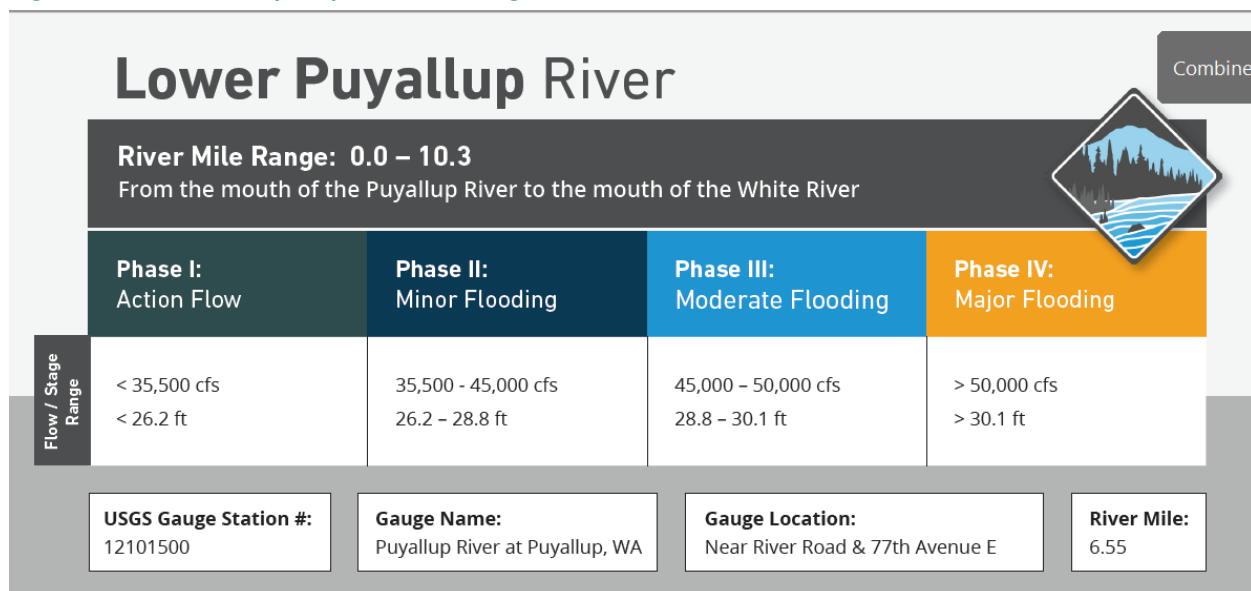 Lower Puyallup River
Combine
River Mile Range: 0.0 – 10.3
From the mouth of the Puyallup River to the mouth of the White River
Phase I:
Action Flow
Phase II:
Minor Flooding
Phase III:
Moderate Flooding
Phase IV:
Major Flooding
Flow / Stage
Range
< 35,500 cfs
< 26.2 ft
35,500 - 45,000 cfs
26.2 – 28.8 ft
45,000 – 50,000 cfs
28.8 – 30.1 ft
> 50,000 cfs
> 30.1 ft
USGS Gauge Station #:
12101500
Gauge Name:
Puyallup River at Puyallup, WA
Gauge Location:
Near River Road & 77th Avenue E
River Mile:
6.55